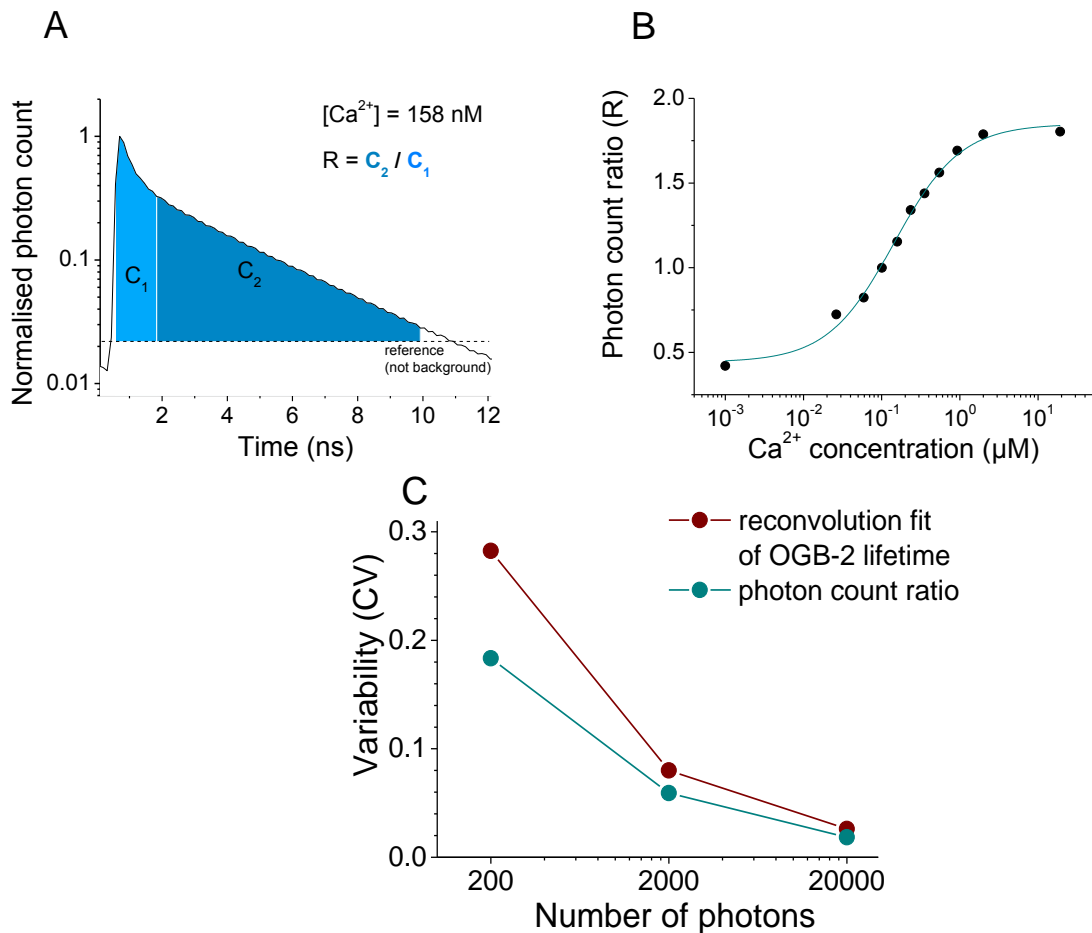 A
[Ca²⁺] = 158 nM
R = C₂ / C₁
Normalised photon count
1
0.1
0.01
C₁
C₂
reference
(not background)
2 4 6 8 10 12
Time (ns)
B
Photon count ratio (R)
2.0
1.5
1.0
0.5
10⁻³ 10⁻² 10⁻¹ 10⁰ 10¹
Ca²⁺ concentration (µM)
C
reconvolution fit
of OGB-2 lifetime
photon count ratio
Variability (CV)
0.3
0.2
0.1
0.0
200 2000 20000
Number of photons